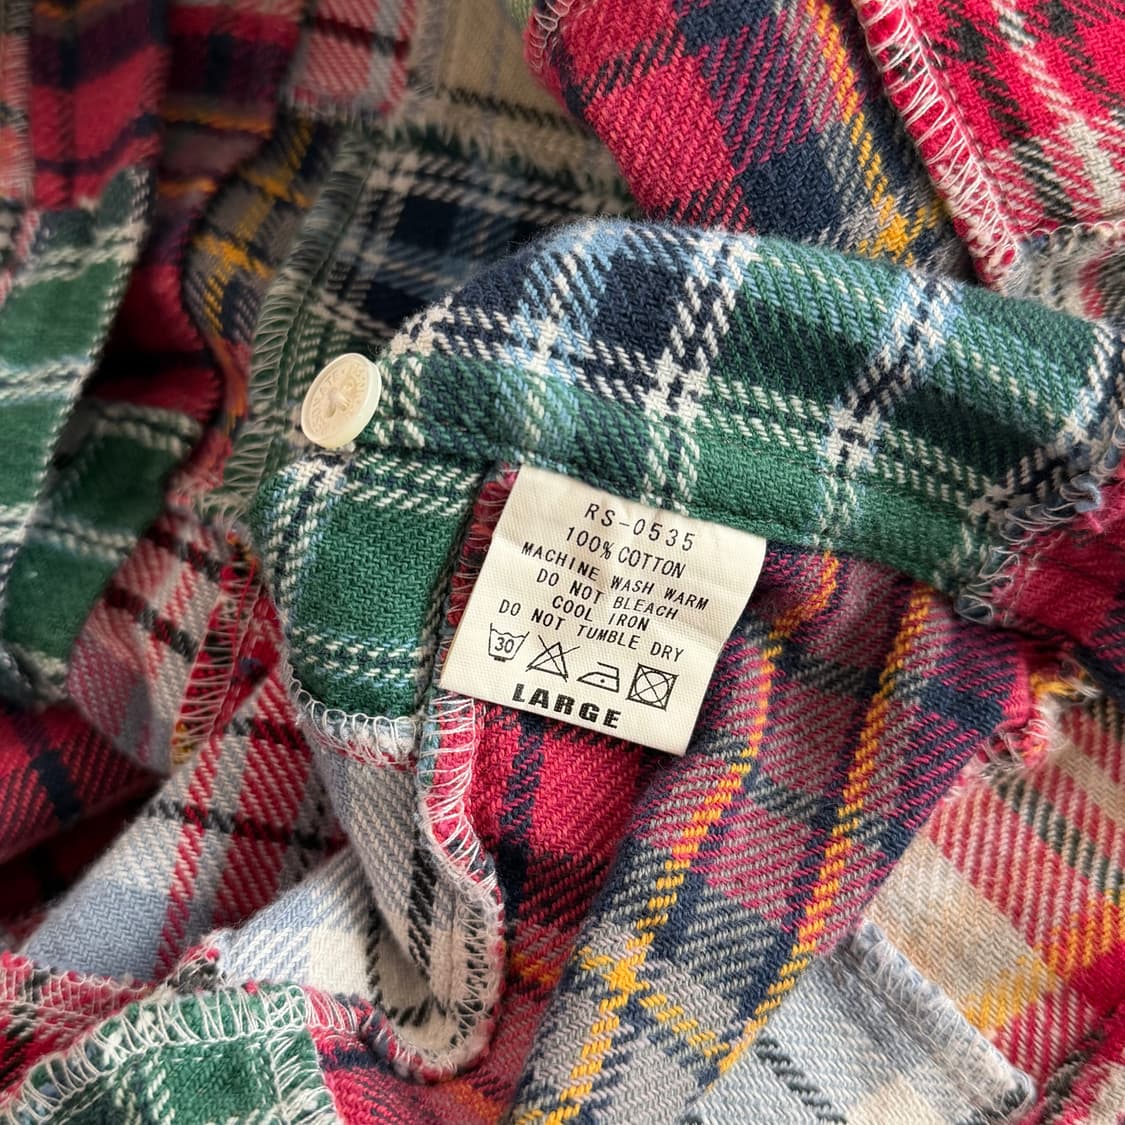 RS-0535
100% COTTON
MACHINE WASH WARM
DO NOT BLEACH
COOL IRON
DO NOT TUMBLE DRY
30
LARGE